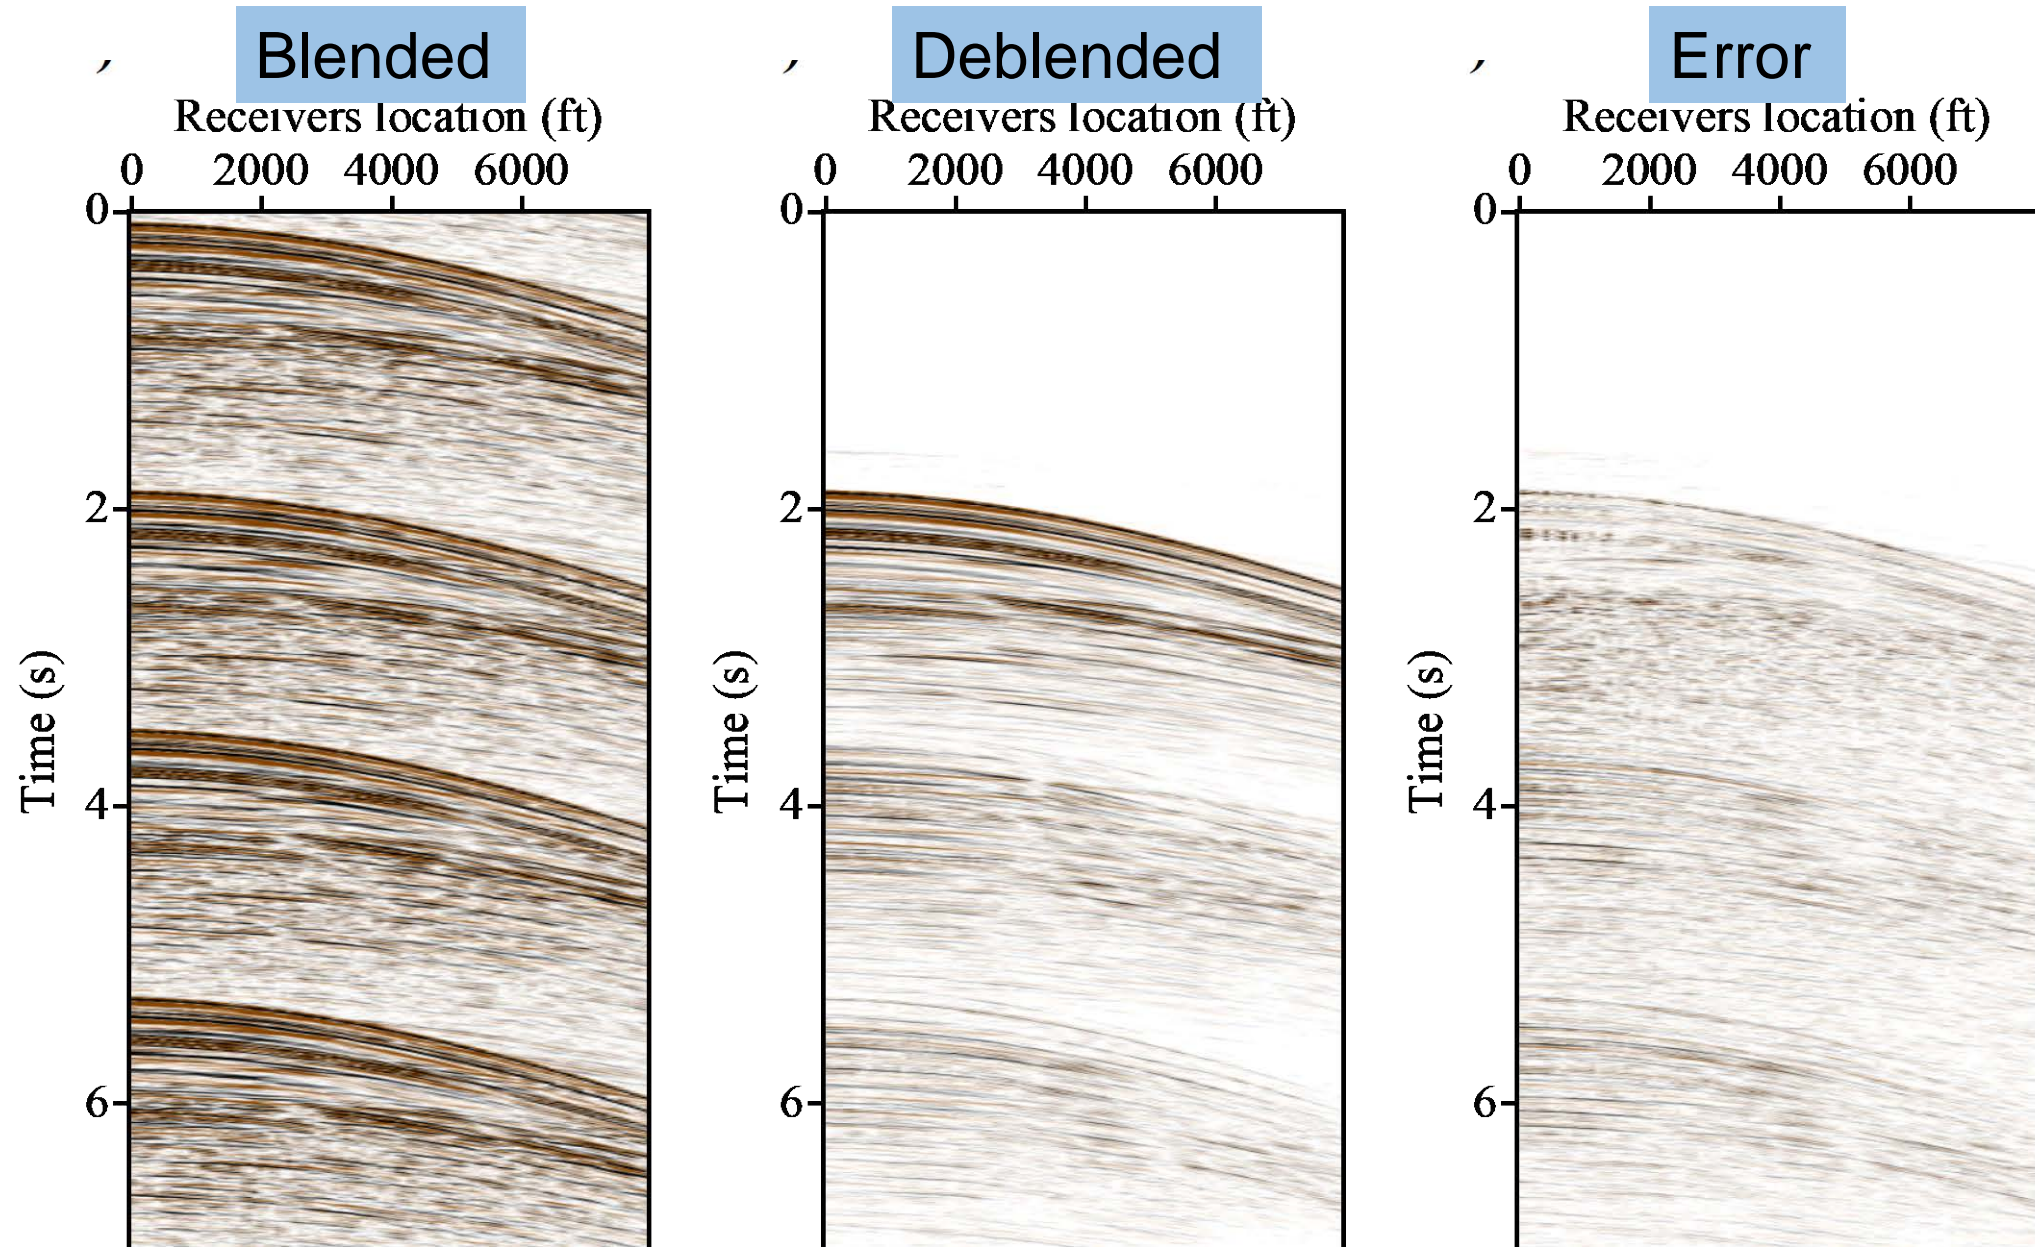 Blended Deblended Error
, , ,
Receivers location (ft) Receivers location (ft) Receivers location (ft)
0 2000 4000 6000 0 2000 4000 6000 0 2000 4000 6000
0 0 0
2 2 2
Time (s) Time (s) Time (s)
4 4 4
6 6 6